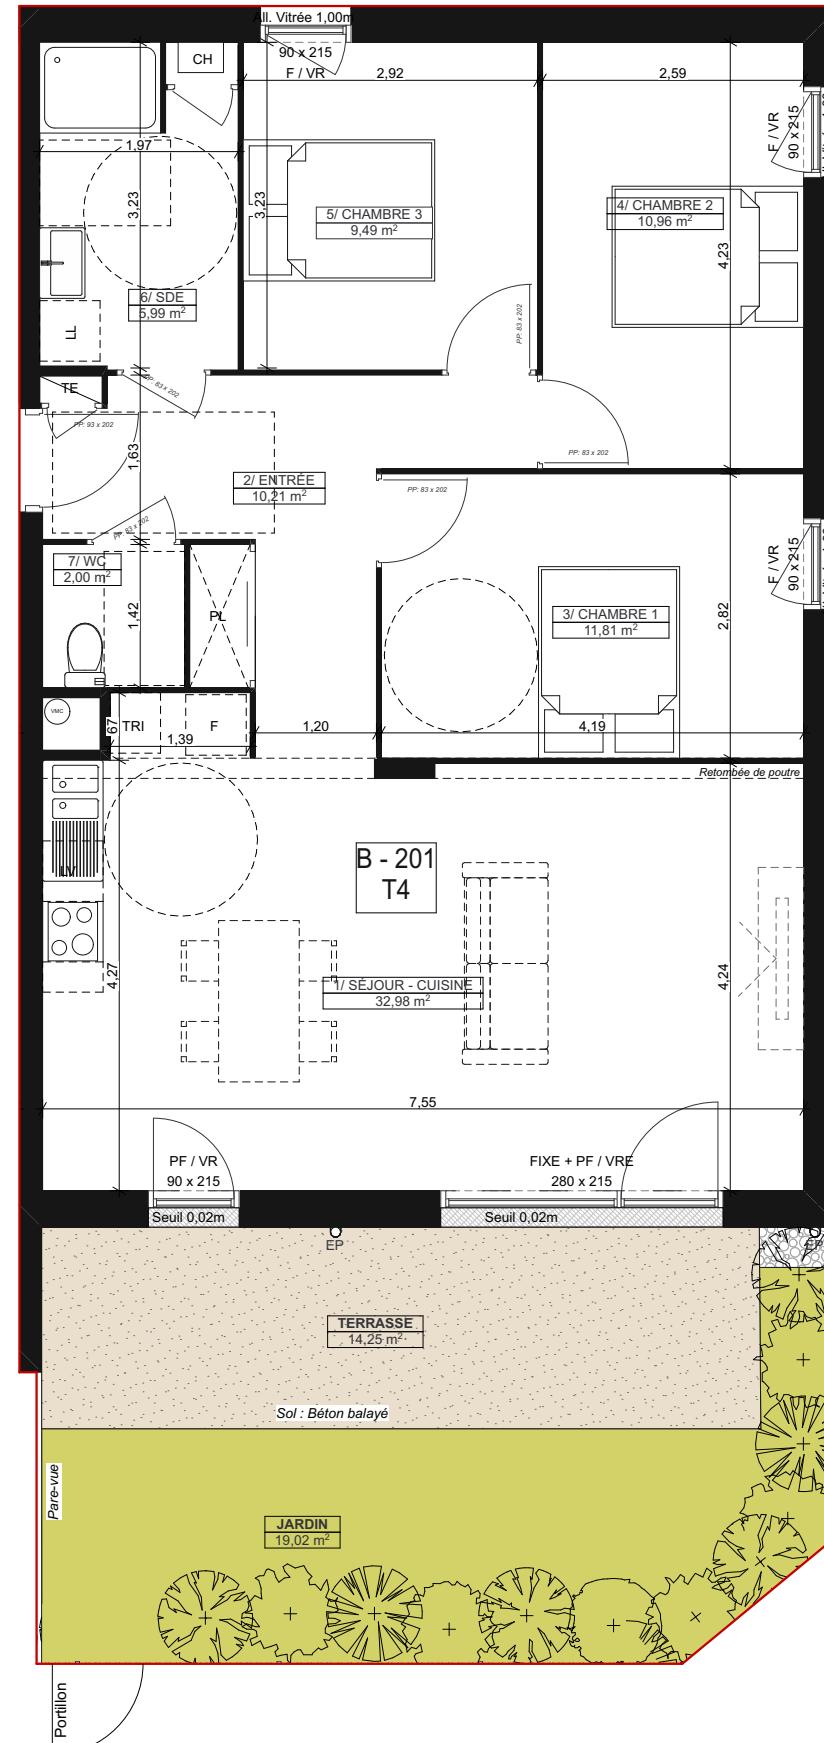 All. Vitrée 1,00m
90 x 215
F / VR
CH
2,92
2,59
F / VR
90 x 215
1,97
3,23
3,23
5/ CHAMBRE 3
9,49 m²
4/ CHAMBRE 2
10,96 m²
4,23
6/ SDE
5,99 m²
LL
PP: 83 x 202
TE
PP: 83 x 202
PP: 93 x 202
1,63
PP: 83 x 202
2/ ENTRÉE
10,21 m²
PP: 83 x 202
PP: 83 x 202
7/ WC
2,00 m²
F / VR
90 x 215
1,42
PL
3/ CHAMBRE 1
11,81 m²
2,82
VMC
TRI
F
67
1,39
1,20
4,19
Retombée de poutre
LV
B - 201
T4
4,27
1/ SÉJOUR - CUISINE
32,98 m²
4,24
7,55
PF / VR
90 x 215
FIXE + PF / VRE
280 x 215
Seuil 0,02m
Seuil 0,02m
EP
EP
TERRASSE
14,25 m²
Sol : Béton balayé
Pare-vue
JARDIN
19,02 m²
Portillon